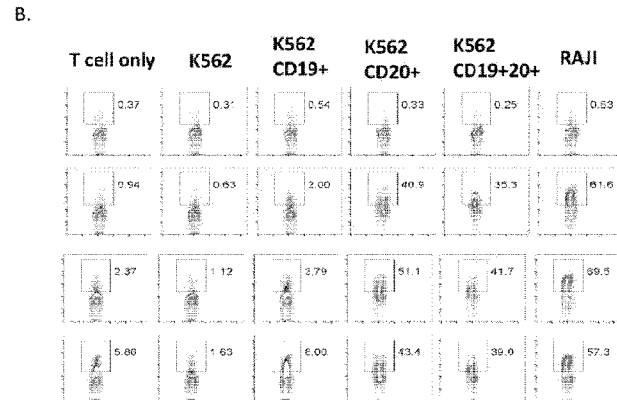 B.
T cell only K562 K562 CD19+ K562 CD20+ K562 CD19+20+ RAJI
0.37 0.31 0.54 0.33 0.25 0.63
0.94 0.63 2.00 40.9 35.3 61.6
2.37 1.12 3.79 51.1 41.7 69.5
5.80 1.63 6.00 43.4 39.0 57.3